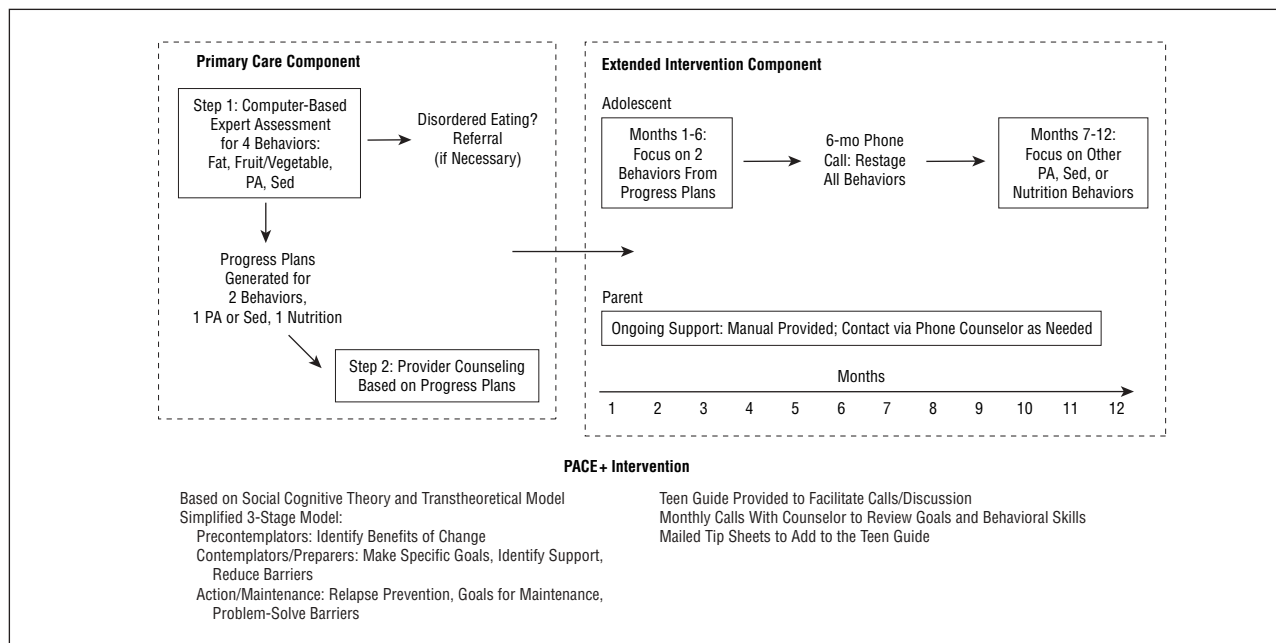 Primary Care Component
Step 1: Computer-Based
Expert Assessment
for 4 Behaviors:
Fat, Fruit/Vegetable,
PA, Sed
Disordered Eating?
Referral
(if Necessary)
Progress Plans
Generated for
2 Behaviors,
1 PA or Sed, 1 Nutrition
Step 2: Provider Counseling
Based on Progress Plans
Extended Intervention Component
Adolescent
Months 1-6:
Focus on 2
Behaviors From
Progress Plans
6-mo Phone
Call: Restage
All Behaviors
Months 7-12:
Focus on Other
PA, Sed, or
Nutrition Behaviors
Parent
Ongoing Support: Manual Provided; Contact via Phone Counselor as Needed
Months
1 2 3 4 5 6 7 8 9 10 11 12
PACE+ Intervention
Based on Social Cognitive Theory and Transtheoretical Model
Simplified 3-Stage Model:
Precontemplators: Identify Benefits of Change
Contemplators/Preparers: Make Specific Goals, Identify Support,
Reduce Barriers
Action/Maintenance: Relapse Prevention, Goals for Maintenance,
Problem-Solve Barriers
Teen Guide Provided to Facilitate Calls/Discussion
Monthly Calls With Counselor to Review Goals and Behavioral Skills
Mailed Tip Sheets to Add to the Teen Guide